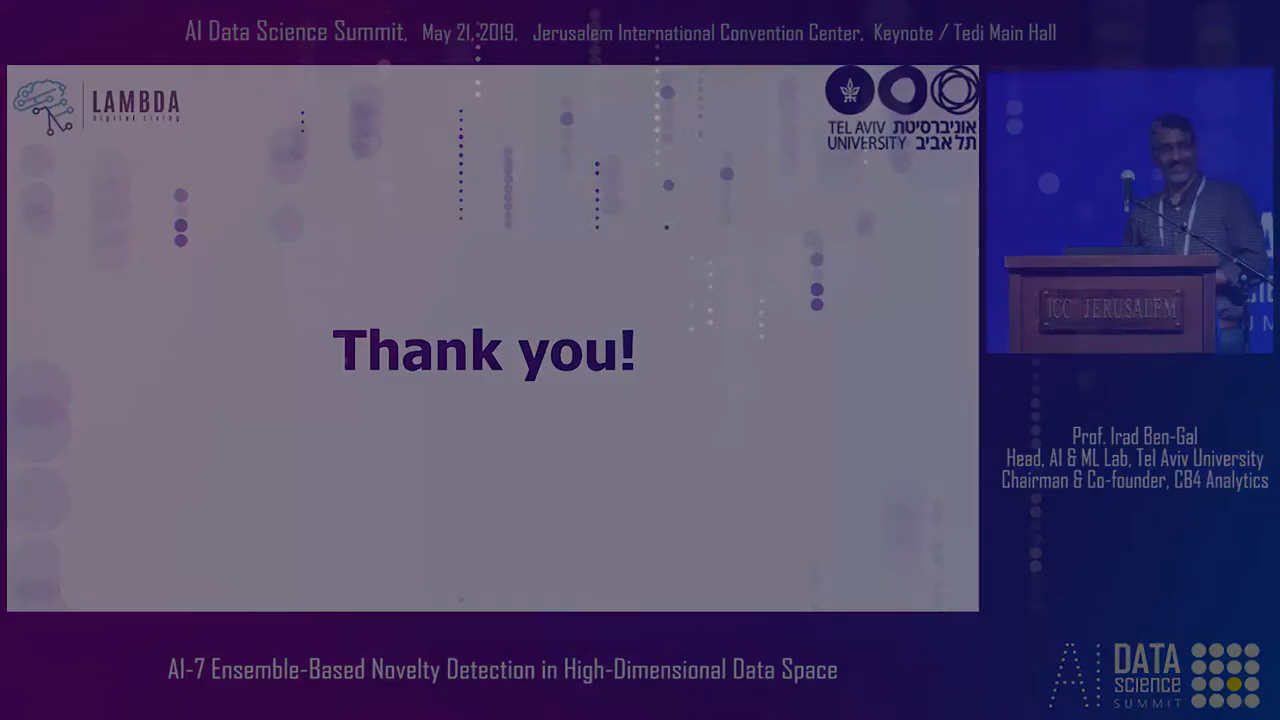 AI Data Science Summit, May 21, 2019, Jerusalem International Convention Center, Keynote / Tedi Main Hall
LAMBDA
Digital Living
TEL AVIV UNIVERSITY
אוניברסיטת תל אביב
Thank you!
ICC JERUSALEM
Prof. Irad Ben-Gal
Head, AI & ML Lab, Tel Aviv University
Chairman & Co-founder, CB4 Analytics
AI-7 Ensemble-Based Novelty Detection in High-Dimensional Data Space
AI DATA
science
SUMMIT